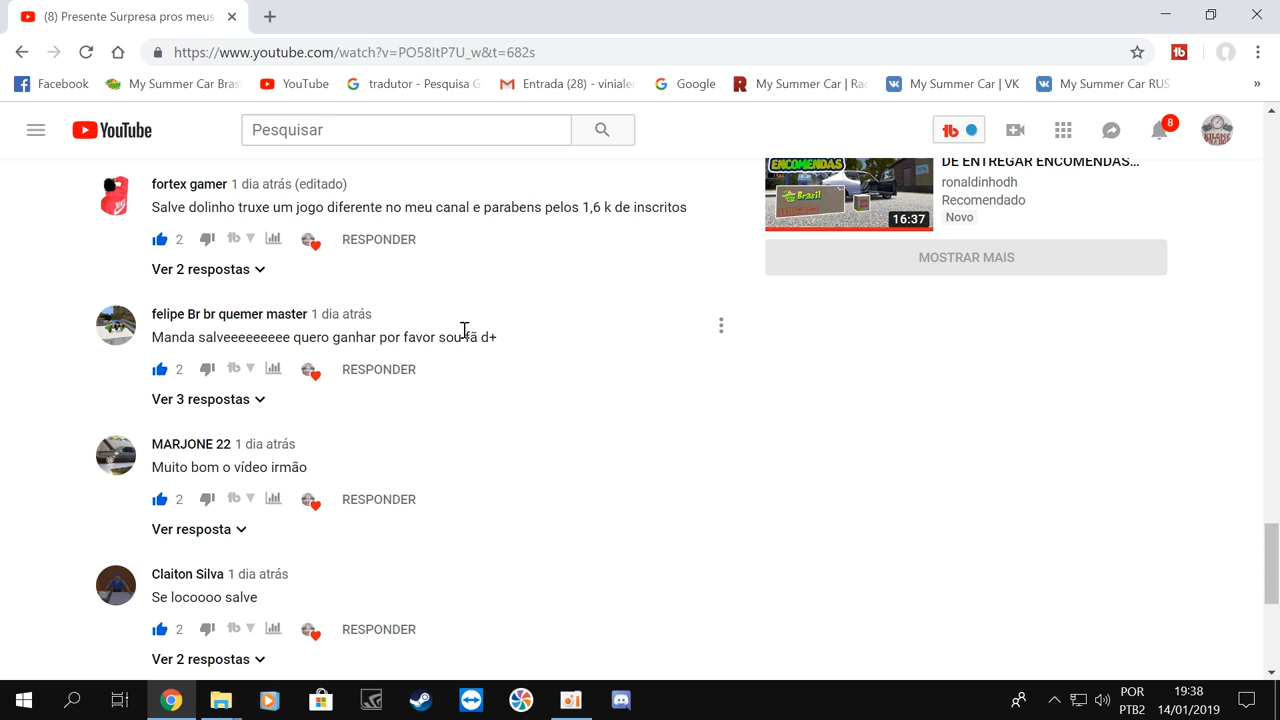 (8) Presente Surpresa pros meus
https://www.youtube.com/watch?v=PO58ItP7U_w&t=682s
Facebook
My Summer Car Bras
YouTube
tradutor - Pesquisa G
Entrada (28) - viniale
Google
My Summer Car | Rac
My Summer Car | VK
My Summer Car RUS
»
YouTube
Pesquisar
8
ENCOMENDAS
Brazil
16:37
DE ENTREGAR ENCOMENDAS...
ronaldinhodh
Recomendado
Novo
MOSTRAR MAIS
fortex gamer 1 dia atrás (editado)
Salve dolinho truxe um jogo diferente no meu canal e parabens pelos 1,6 k de inscritos
2 RESPONDER
Ver 2 respostas
felipe Br br quemer master 1 dia atrás
Manda salveeeeeeeee quero ganhar por favor sou fã d+
2 RESPONDER
Ver 3 respostas
MARJONE 22 1 dia atrás
Muito bom o vídeo irmão
2 RESPONDER
Ver resposta
Claiton Silva 1 dia atrás
Se locoooo salve
2 RESPONDER
Ver 2 respostas
POR
PTB2
19:38
14/01/2019